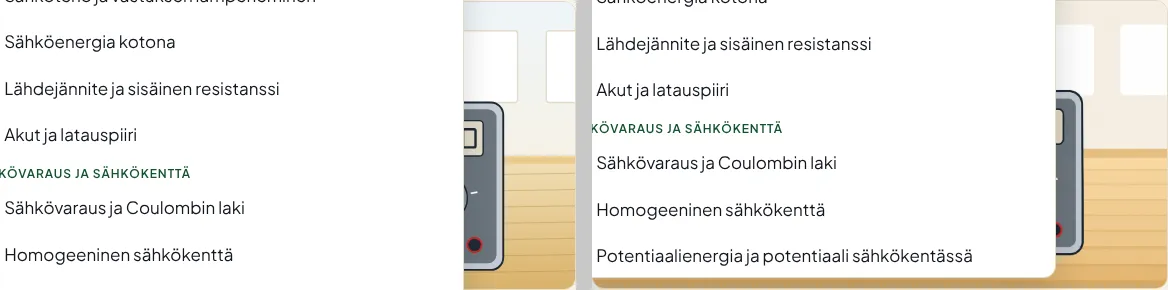 Sähköenergia kotona
Lähdejännite ja sisäinen resistanssi
Akut ja latauspiiri
KÖVARAUS JA SÄHKÖKENTTÄ
Sähkövaraus ja Coulombin laki
Homogeeninen sähkökenttä
Sähköenergia kotona
Lähdejännite ja sisäinen resistanssi
Akut ja latauspiiri
KÖVARAUS JA SÄHKÖKENTTÄ
Sähkövaraus ja Coulombin laki
Homogeeninen sähkökenttä
Potentiaalienergia ja potentiaali sähkökentässä